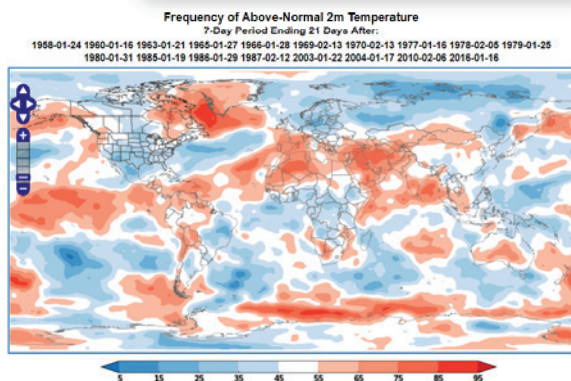 Frequency of Above-Normal 2m Temperature
7-Day Period Ending 21 Days After:
1958-01-24 1960-01-16 1963-01-21 1965-01-27 1966-01-28 1969-02-13 1970-02-13 1977-01-16 1978-02-05 1979-01-25
1980-01-31 1985-01-19 1986-01-29 1987-02-12 2003-01-22 2004-01-17 2010-02-06 2016-01-16
5 15 25 35 45 55 65 75 85 95